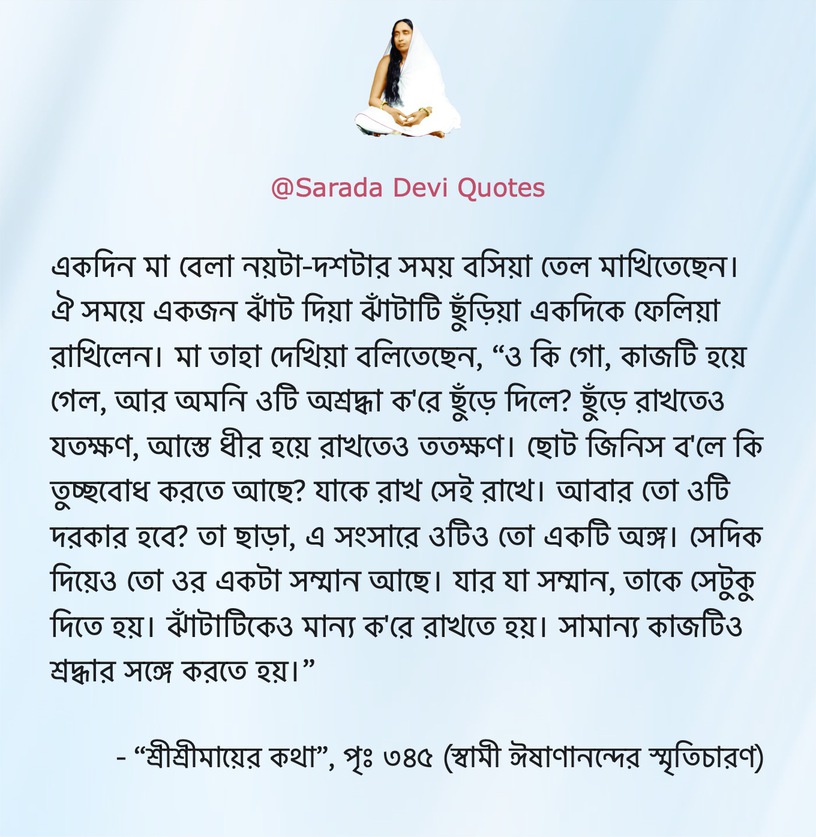 @Sarada Devi Quotes
একদিন মা বেলা নয়টা-দশটার সময় বসিয়া তেল মাখিতেছেন।
ঐ সময়ে একজন ঝাঁট দিয়া ঝাঁটাটি ছুঁড়িয়া একদিকে ফেলিয়া
রাখিলেন। মা তাহা দেখিয়া বলিতেছেন, “ও কি গো, কাজটি হয়ে
গেল, আর অমনি ওটি অশ্রদ্ধা ক'রে ছুঁড়ে দিলে? ছুঁড়ে রাখতেও
যতক্ষণ, আস্তে ধীর হয়ে রাখতেও ততক্ষণ। ছোট জিনিস ব'লে কি
তুচ্ছবোধ করতে আছে? যাকে রাখ সেই রাখে। আবার তো ওটি
দরকার হবে? তা ছাড়া, এ সংসারে ওটিও তো একটি অঙ্গ। সেদিক
দিয়েও তো ওর একটা সম্মান আছে। যার যা সম্মান, তাকে সেটুকু
দিতে হয়। ঝাঁটাটিকেও মান্য ক'রে রাখতে হয়। সামান্য কাজটিও
শ্রদ্ধার সঙ্গে করতে হয়।”
- “শ্রীশ্রীমায়ের কথা”, পৃঃ ৩৪৫ (স্বামী ঈষাণানন্দের স্মৃতিচারণ)